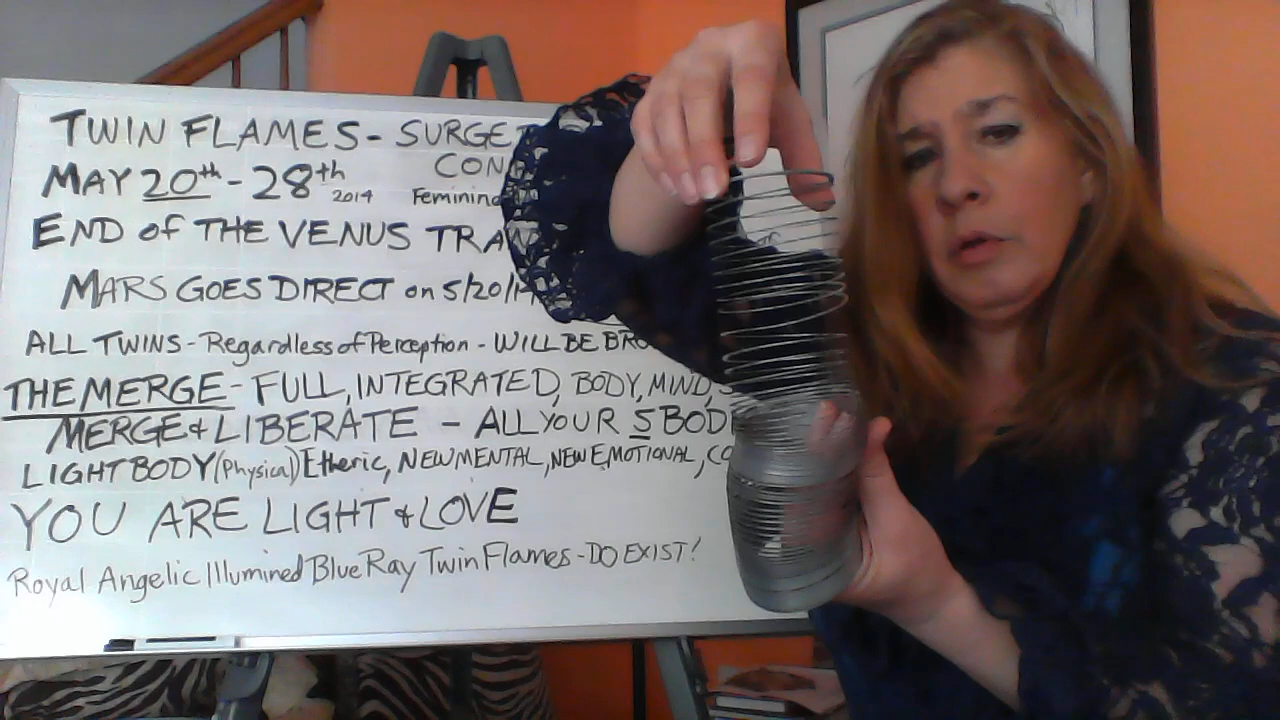 TWIN FLAMES - SURGE
CON
MAY 20th - 28th
2014 Feminine
END of THE VENUS
MARS GOES DIRECT on 5/20/14
ALL TWINS - Regardless of Perception - WILL BE
THE MERGE - FULL, INTEGRATED, BODY, MIND,
MERGE & LIBERATE - ALL YOUR 5
LIGHT BODY (Physical) Etheric, NEW MENTAL, NEW EMOTIONAL,
YOU ARE LIGHT & LOVE
Royal Angelic Illumined Blue Ray Twin Flames - DO EXIST!